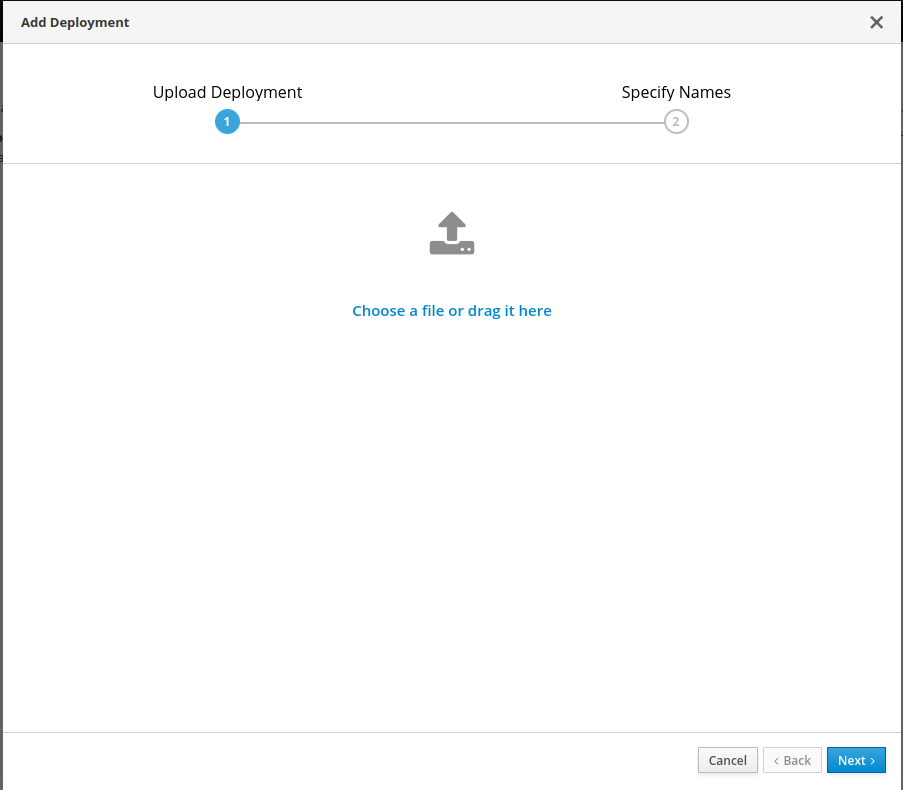 Add Deployment
Upload Deployment
Specify Names
1
2
Choose a file or drag it here
Cancel
‹ Back
Next ›